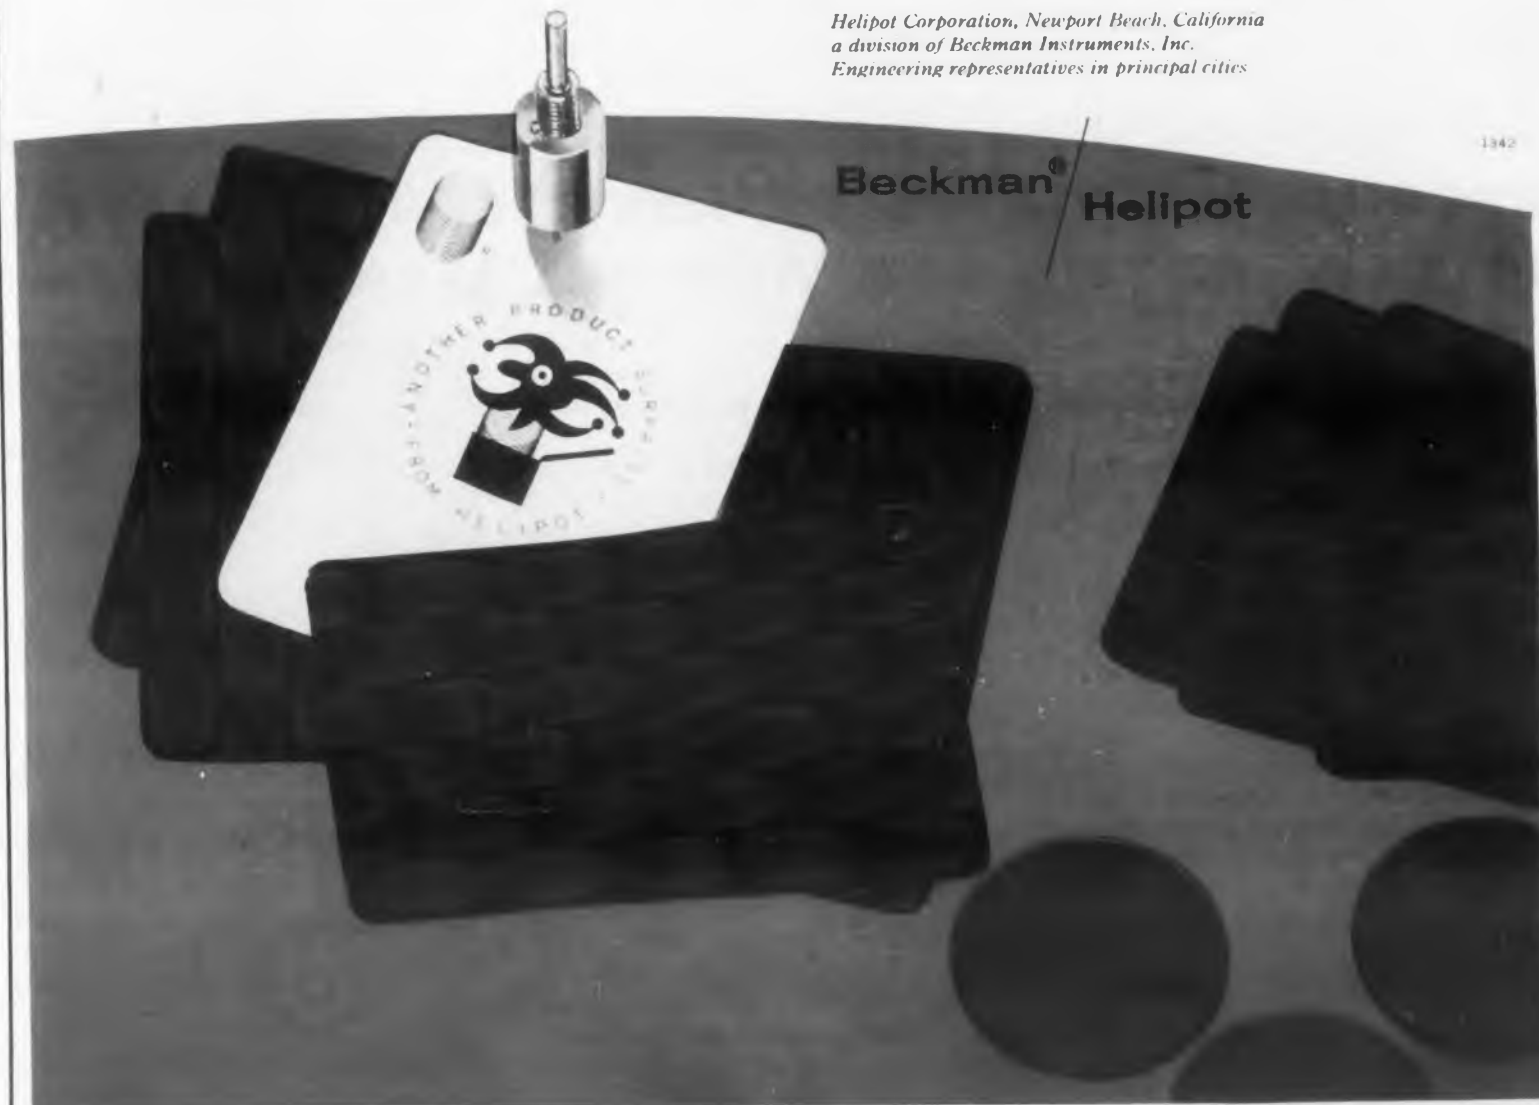 Helipot Corporation, Newport Beach, California
a division of Beckman Instruments, Inc.
Engineering representatives in principal cities
1342
Beckman®
Helipot
ANOTHER PRODUCT
FROM
HELIPOT